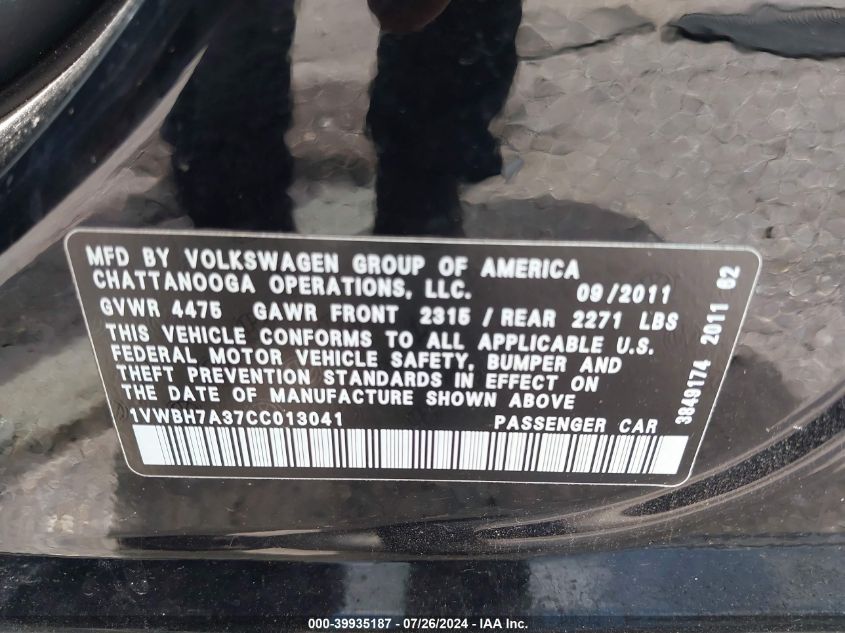 MFD BY VOLKSWAGEN GROUP OF AMERICA
CHATTANOOGA OPERATIONS, LLC. 09/2011
GVWR 4475 GAWR FRONT 2315 / REAR 2271 LBS
THIS VEHICLE CONFORMS TO ALL APPLICABLE U.S.
FEDERAL MOTOR VEHICLE SAFETY, BUMPER AND
THEFT PREVENTION STANDARDS IN EFFECT ON
THE DATE OF MANUFACTURE SHOWN ABOVE
1VWBH7A37CC013041 PASSENGER CAR
3849174 2011 62
000-39935187 - 07/26/2024 - IAA Inc.